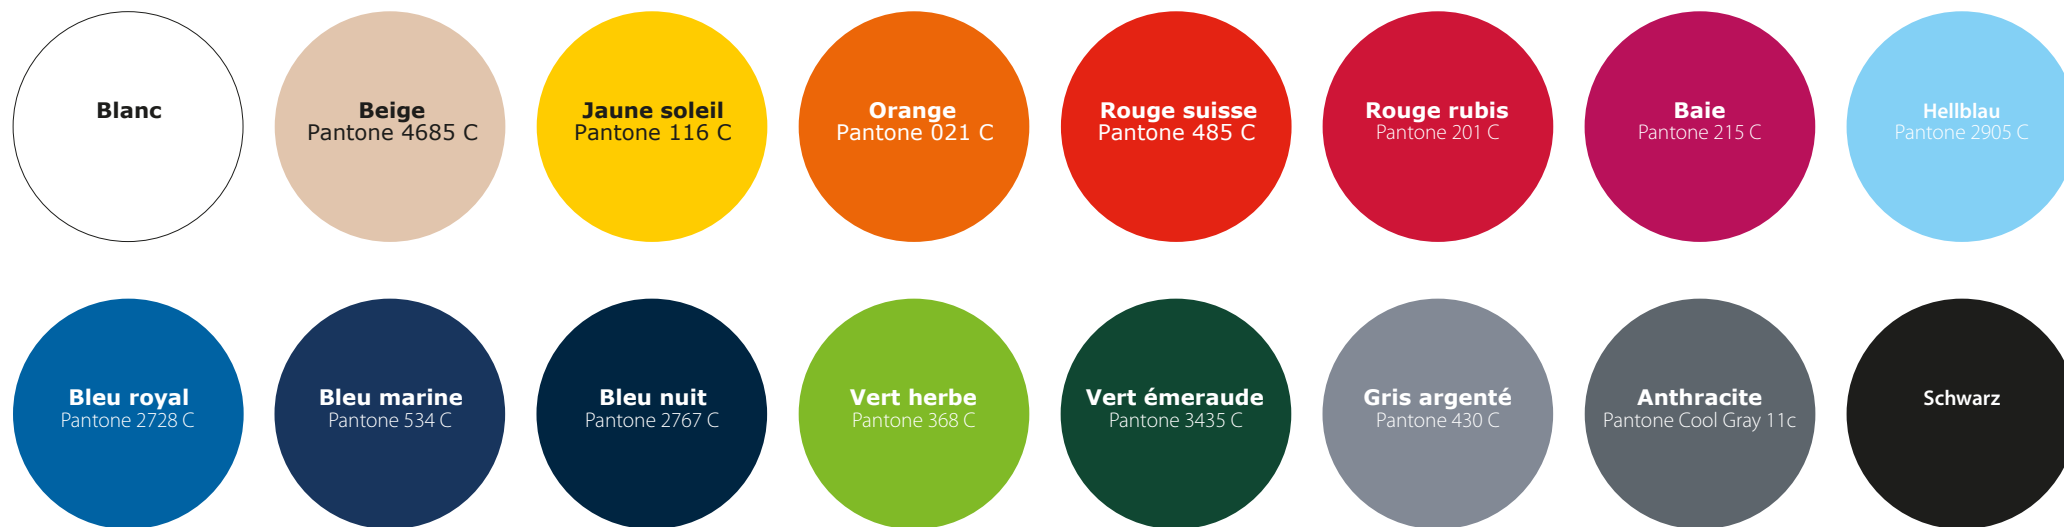 Blanc
Beige
Pantone 4685 C
Jaune soleil
Pantone 116 C
Orange
Pantone 021 C
Rouge suisse
Pantone 485 C
Rouge rubis
Pantone 201 C
Baie
Pantone 215 C
Hellblau
Pantone 2905 C
Bleu royal
Pantone 2728 C
Bleu marine
Pantone 534 C
Bleu nuit
Pantone 2767 C
Vert herbe
Pantone 368 C
Vert émeraude
Pantone 3435 C
Gris argenté
Pantone 430 C
Anthracite
Pantone Cool Gray 11c
Schwarz